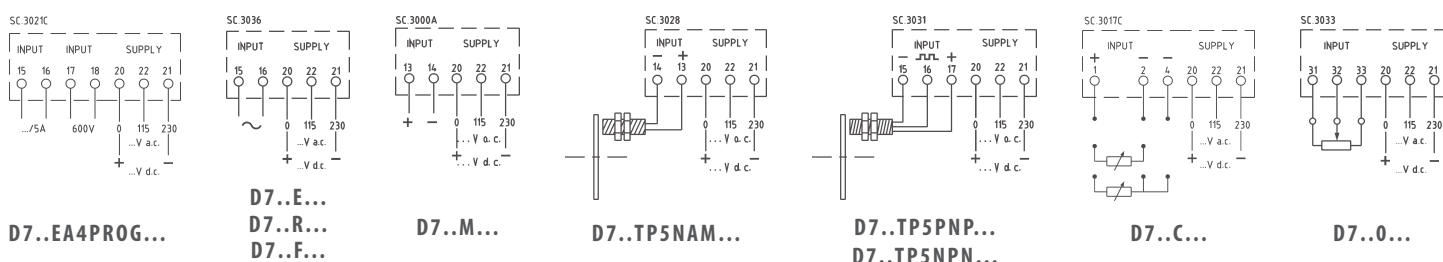 SC.3021C
INPUT INPUT SUPPLY
15 16 17 18 20 22 21
.../5A 600V 0 115 230
...V a.c.
+ −
...V d.c.
D7..EA4PROG...
SC.3036
INPUT SUPPLY
15 16 20 22 21
0 115 230
...V a.c.
+ −
...V d.c.
D7..E...
D7..R...
D7..F...
SC.3000A
INPUT SUPPLY
13 14 20 22 21
+ − 0 115 230
...V a.c.
+ −
...V d.c.
D7..M...
SC.3028
INPUT SUPPLY
− +
14 13 20 22 21
0 115 230
...V a.c.
+ −
...V d.c.
D7..TP5NAM...
SC.3031
INPUT SUPPLY
− +
15 16 17 20 22 21
0 115 230
...V a.c.
+ −
...V d.c.
D7..TP5PNP...
D7..TP5NPN...
SC.3017C
INPUT SUPPLY
+ − −
1 2 4 20 22 21
0 115 230
...V a.c.
+ −
...V d.c.
D7..C...
SC.3033
INPUT SUPPLY
31 32 33 20 22 21
0 115 230
...V a.c.
+ −
...V d.c.
D7..O...